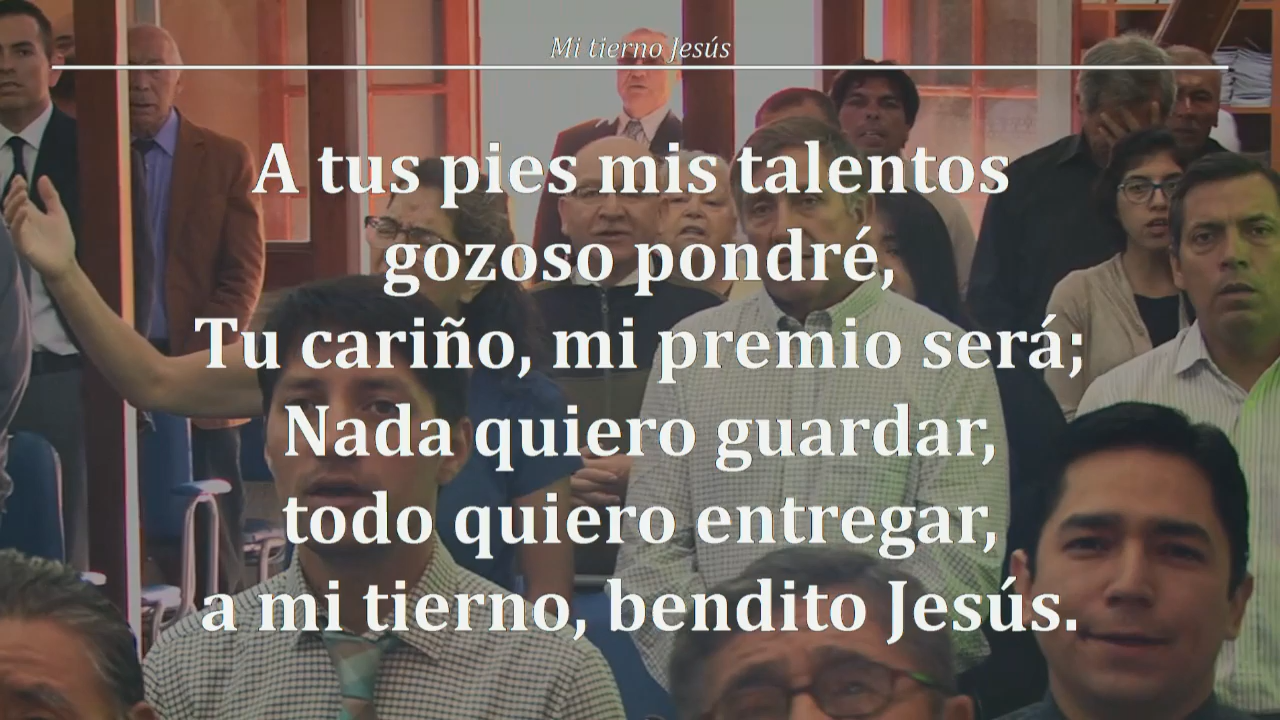 Mi tierno Jesús
A tus pies mis talentos
gozoso pondré,
Tu cariño, mi premio será;
Nada quiero guardar,
todo quiero entregar,
a mi tierno, bendito Jesús.